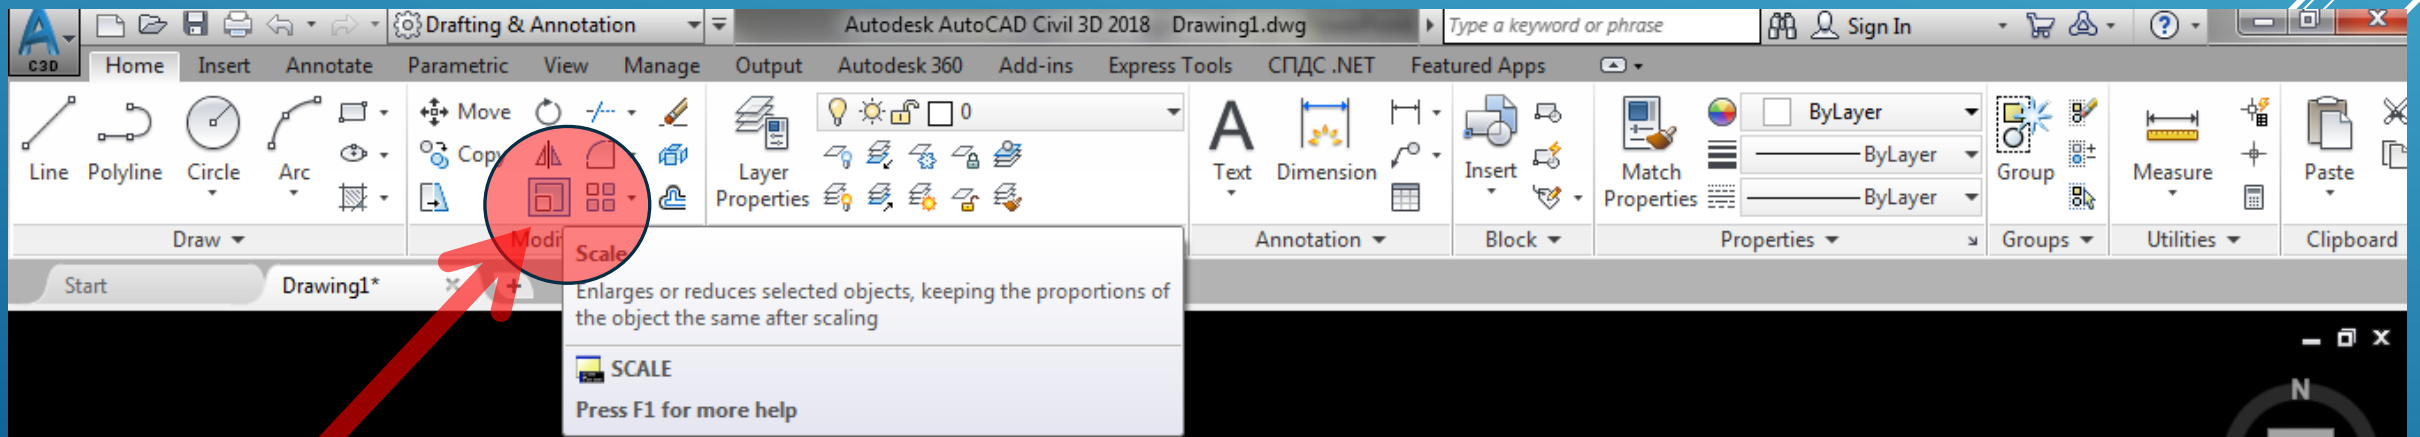 Drafting & Annotation Autodesk AutoCAD Civil 3D 2018 Drawing1.dwg Type a keyword or phrase Sign In
C3D Home Insert Annotate Parametric View Manage Output Autodesk 360 Add-ins Express Tools СПДС .NET Featured Apps
Move 0 ByLayer
Copy ByLayer
Line Polyline Circle Arc Layer Text Dimension Insert Match Group Measure Paste
Properties Properties ByLayer
Draw Modi Annotation Block Properties Groups Utilities Clipboard
Scale
Start Drawing1*
Enlarges or reduces selected objects, keeping the proportions of
the object the same after scaling
SCALE
Press F1 for more help
N